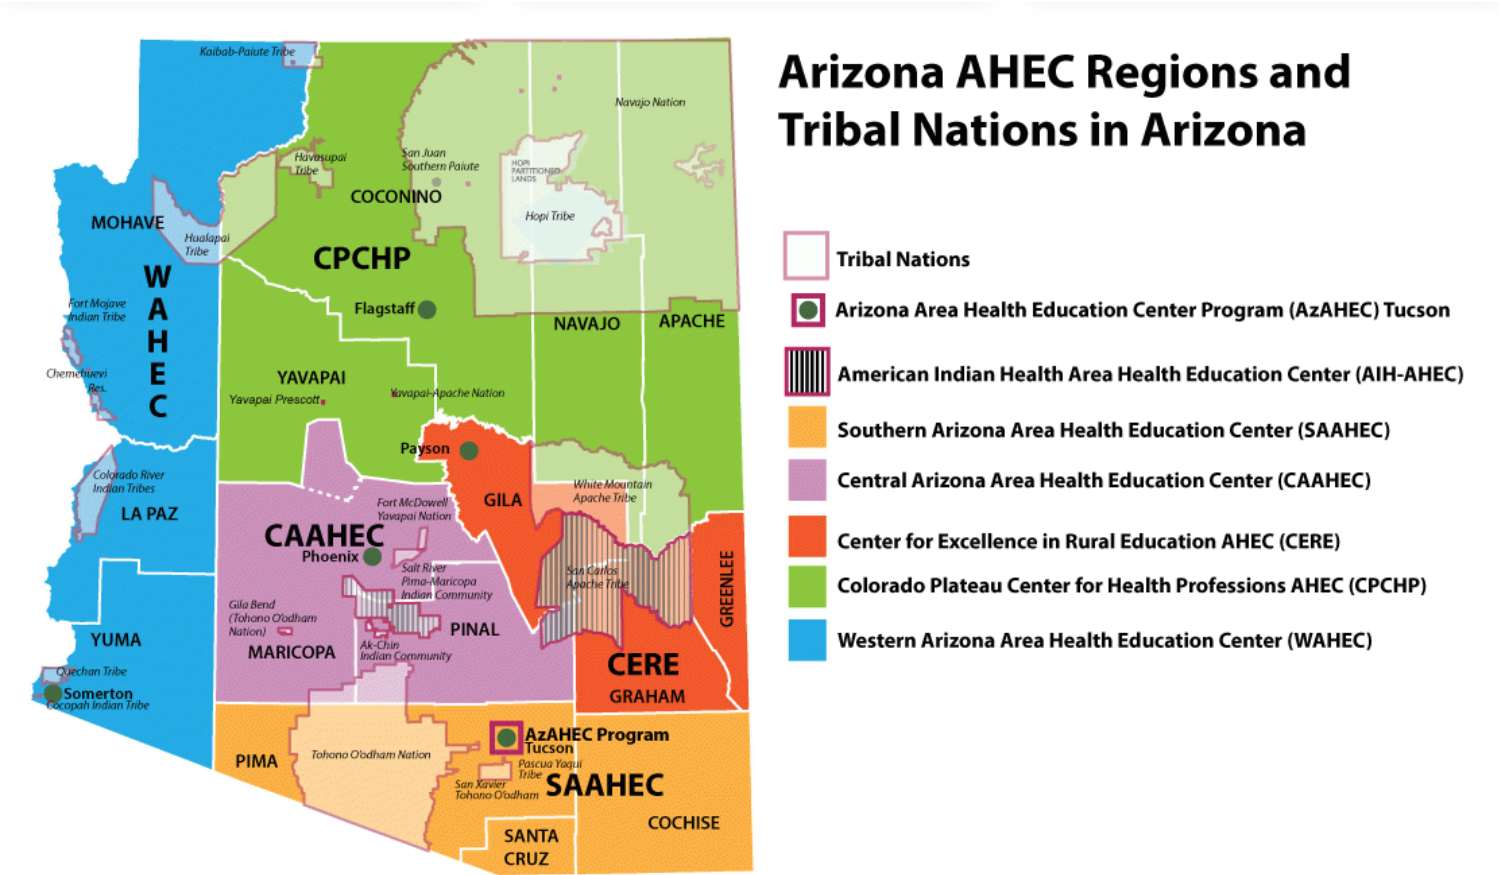 Arizona AHEC Regions and
Tribal Nations in Arizona
Kaibab-Paiute Tribe
Navajo Nation
Havasupai
Tribe
San Juan
Southern Paiute
HOPI
PARTITIONED
LANDS
COCONINO
Hopi Tribe
MOHAVE
Hualapai
Tribe
CPCHP
W
A
H
E
C
Fort Mojave
Indian Tribe
Flagstaff
NAVAJO
APACHE
Chemehuevi
Res.
YAVAPAI
Yavapai Prescott
Yavapai-Apache Nation
Payson
Colorado River
Indian Tribes
LA PAZ
GILA
White Mountain
Apache Tribe
Fort McDowell
Yavapai Nation
CAAHEC
Phoenix
Salt River
Pima-Maricopa
Indian Community
San Carlos
Apache Tribe
GREENLEE
Gila Bend
(Tohono O'odham
Nation)
MARICOPA
PINAL
Ak-Chin
Indian Community
YUMA
Quechan Tribe
Somerton
Cocopah Indian Tribe
CERE
GRAHAM
PIMA
Tohono O'odham Nation
AzAHEC Program
Tucson
Pascua Yaqui
Tribe
San Xavier
Tohono O'odham
SAAHEC
COCHISE
SANTA
CRUZ
Tribal Nations
Arizona Area Health Education Center Program (AzAHEC) Tucson
American Indian Health Area Health Education Center (AIH-AHEC)
Southern Arizona Area Health Education Center (SAAHEC)
Central Arizona Area Health Education Center (CAAHEC)
Center for Excellence in Rural Education AHEC (CERE)
Colorado Plateau Center for Health Professions AHEC (CPCHP)
Western Arizona Area Health Education Center (WAHEC)